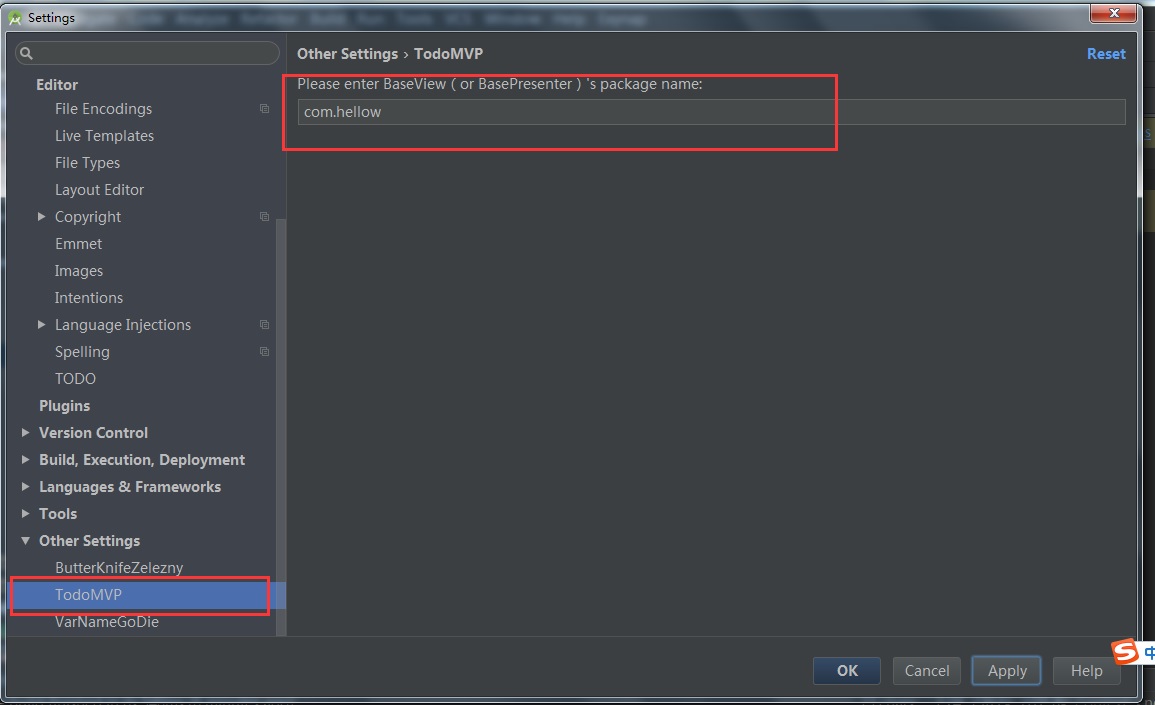 Settings
Other Settings › TodoMVP
Reset
Please enter BaseView ( or BasePresenter ) 's package name:
com.hellow
Editor
File Encodings
Live Templates
File Types
Layout Editor
Copyright
Emmet
Images
Intentions
Language Injections
Spelling
TODO
Plugins
Version Control
Build, Execution, Deployment
Languages & Frameworks
Tools
Other Settings
ButterKnifeZelezny
TodoMVP
VarNameGoDie
OK
Cancel
Apply
Help
S